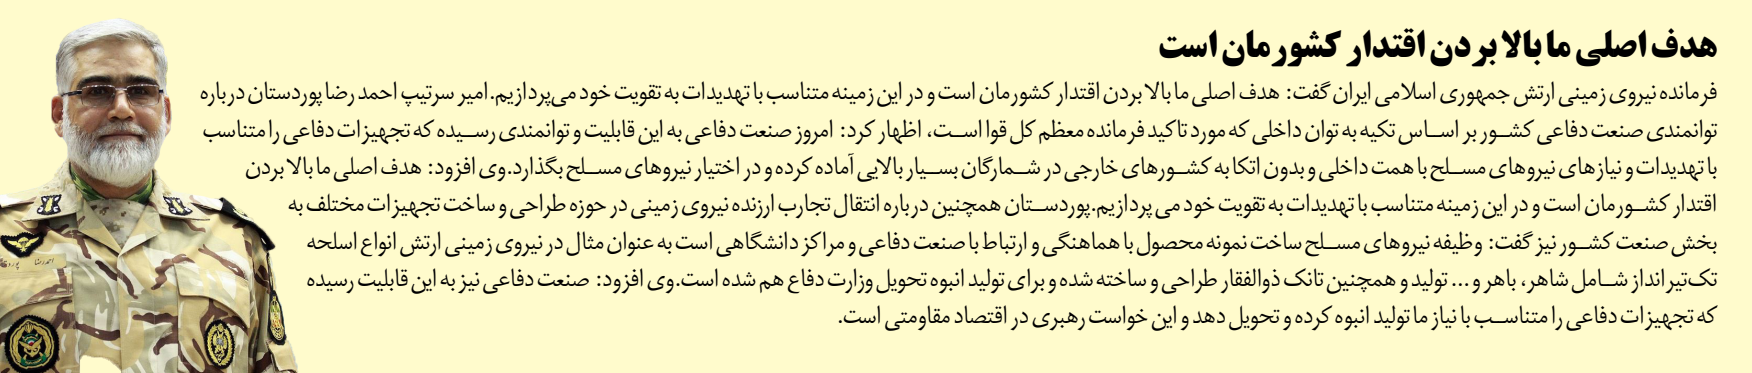 هدف اصلی ما بالا بردن اقتدار کشورمان است
فرمانده نیروی زمینی ارتش جمهوری اسلامی ایران گفت: هدف اصلی ما بالا بردن اقتدار کشورمان است و در این زمینه متناسب با تهدیدات به تقویت خود می‌پردازیم.امیر سرتیپ احمد رضا پوردستان درباره
توانمندی صنعت دفاعی کشور بر اساس تکیه به توان داخلی که مورد تاکید فرمانده معظم کل قوا است، اظهار کرد: امروز صنعت دفاعی به این قابلیت و توانمندی رسیده که تجهیزات دفاعی را متناسب
با تهدیدات و نیازهای نیروهای مسلح با همت داخلی و بدون اتکا به کشورهای خارجی در شمارگان بسیار بالایی آماده کرده و در اختیار نیروهای مسلح بگذارد.وی افزود: هدف اصلی ما بالا بردن
اقتدار کشورمان است و در این زمینه متناسب با تهدیدات به تقویت خود می پردازیم.پوردستان همچنین درباره انتقال تجارب ارزنده نیروی زمینی در حوزه طراحی و ساخت تجهیزات مختلف به
بخش صنعت کشور نیز گفت: وظیفه نیروهای مسلح ساخت نمونه محصول با هماهنگی و ارتباط با صنعت دفاعی و مراکز دانشگاهی است به عنوان مثال در نیروی زمینی ارتش انواع اسلحه
تک‌تیرانداز شامل شاهر، باهر و... تولید و همچنین تانک ذوالفقار طراحی و ساخته شده و برای تولید انبوه تحویل وزارت دفاع هم شده است.وی افزود: صنعت دفاعی نیز به این قابلیت رسیده
که تجهیزات دفاعی را متناسب با نیاز ما تولید انبوه کرده و تحویل دهد و این خواست رهبری در اقتصاد مقاومتی است.